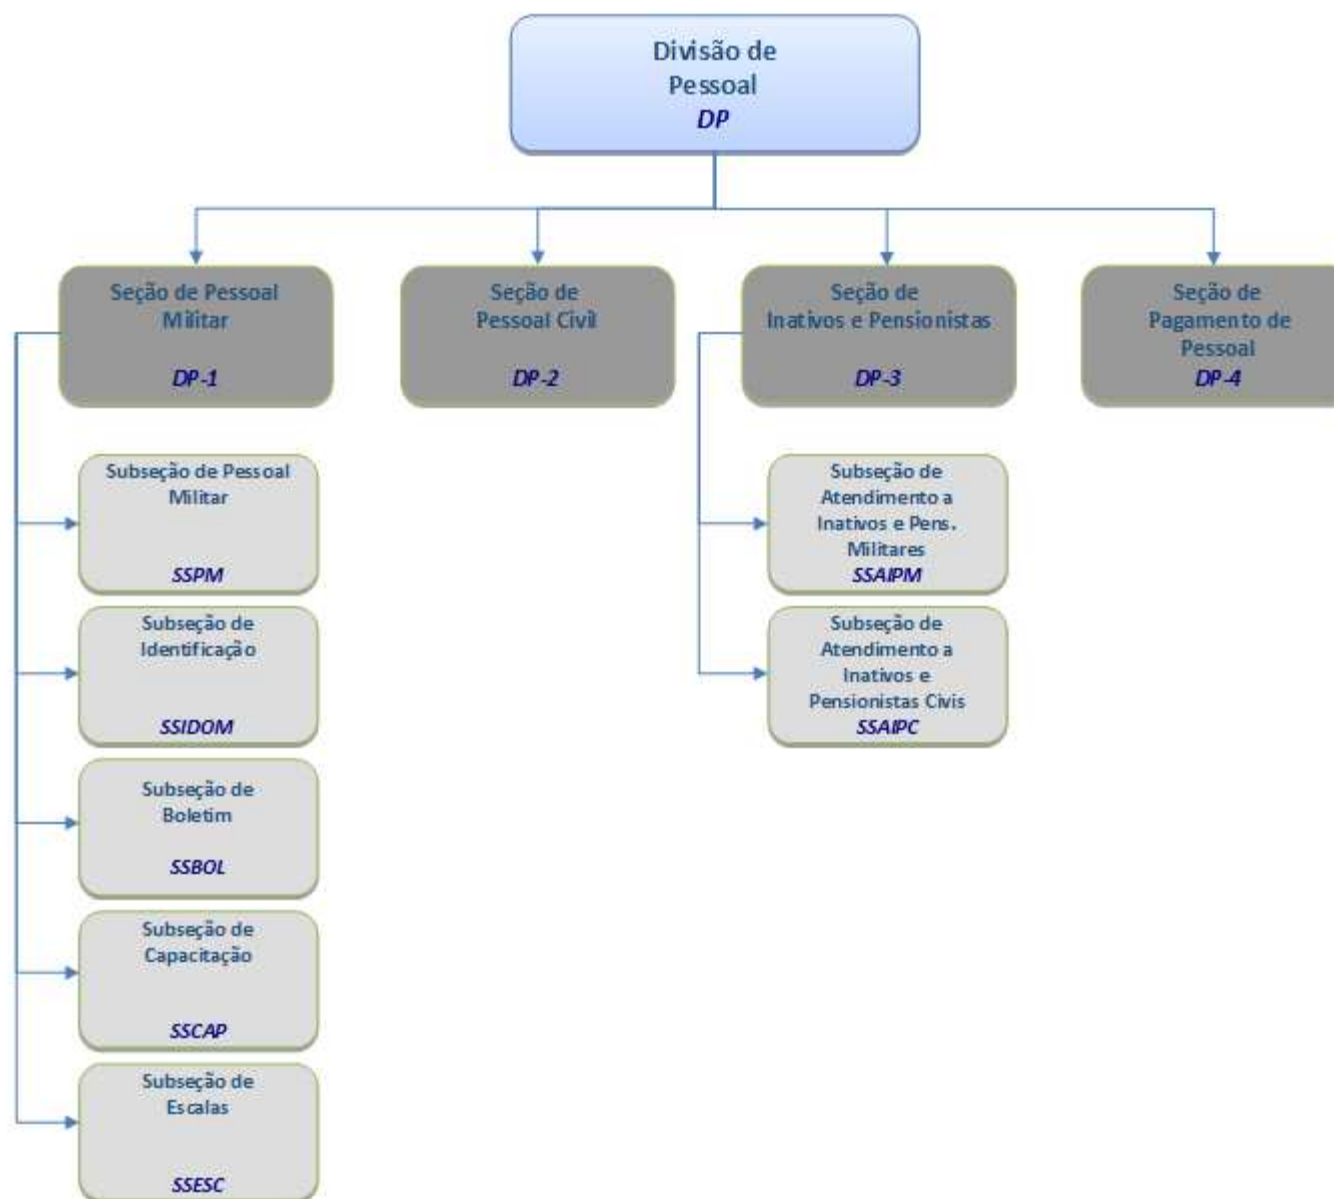 Divisão de
Pessoal
DP
Seção de Pessoal
Militar
DP-1
Seção de
Pessoal Civil
DP-2
Seção de
Inativos e Pensionistas
DP-3
Seção de
Pagamento de
Pessoal
DP-4
Subseção de Pessoal
Militar
SSPM
Subseção de
Identificação
SSIDOM
Subseção de
Boletim
SSBOL
Subseção de
Capacitação
SSCAP
Subseção de
Escalas
SSESC
Subseção de
Atendimento a
Inativos e Pens.
Militares
SSAIPM
Subseção de
Atendimento a
Inativos e
Pensionistas Civis
SSAIPC